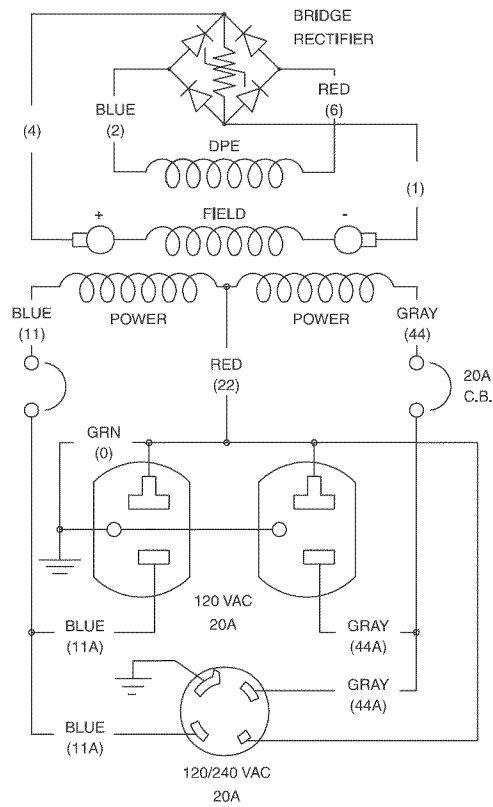 BRIDGE
RECTIFIER
RED
(6)
BLUE
(2)
(4)
DPE
(1)
+
FIELD
-
BLUE
(11)
POWER
POWER
GRAY
(44)
RED
(22)
20A
C.B.
GRN
(0)
120 VAC
20A
BLUE
(11A)
GRAY
(44A)
GRAY
(44A)
BLUE
(11A)
120/240 VAC
20A